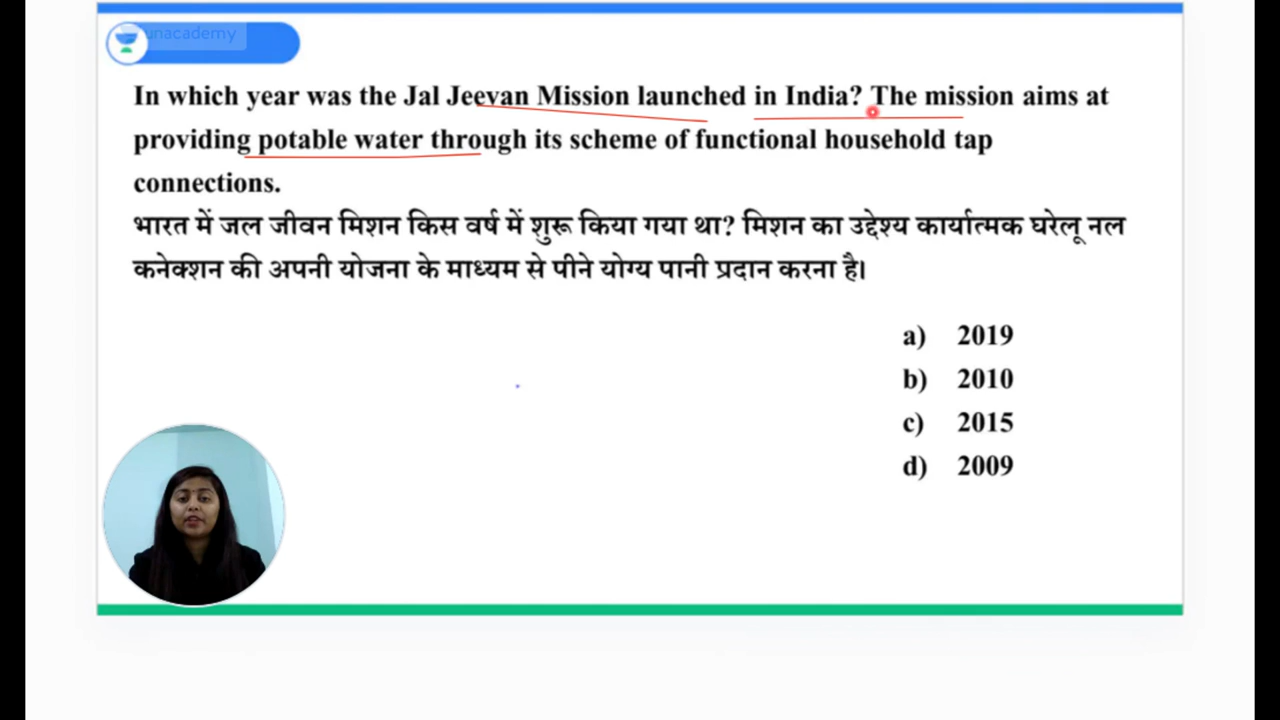 unacademy
In which year was the Jal Jeevan Mission launched in India? The mission aims at
providing potable water through its scheme of functional household tap
connections.
भारत में जल जीवन मिशन किस वर्ष में शुरू किया गया था? मिशन का उद्देश्य कार्यात्मक घरेलू नल
कनेक्शन की अपनी योजना के माध्यम से पीने योग्य पानी प्रदान करना है।
a) 2019
b) 2010
c) 2015
d) 2009